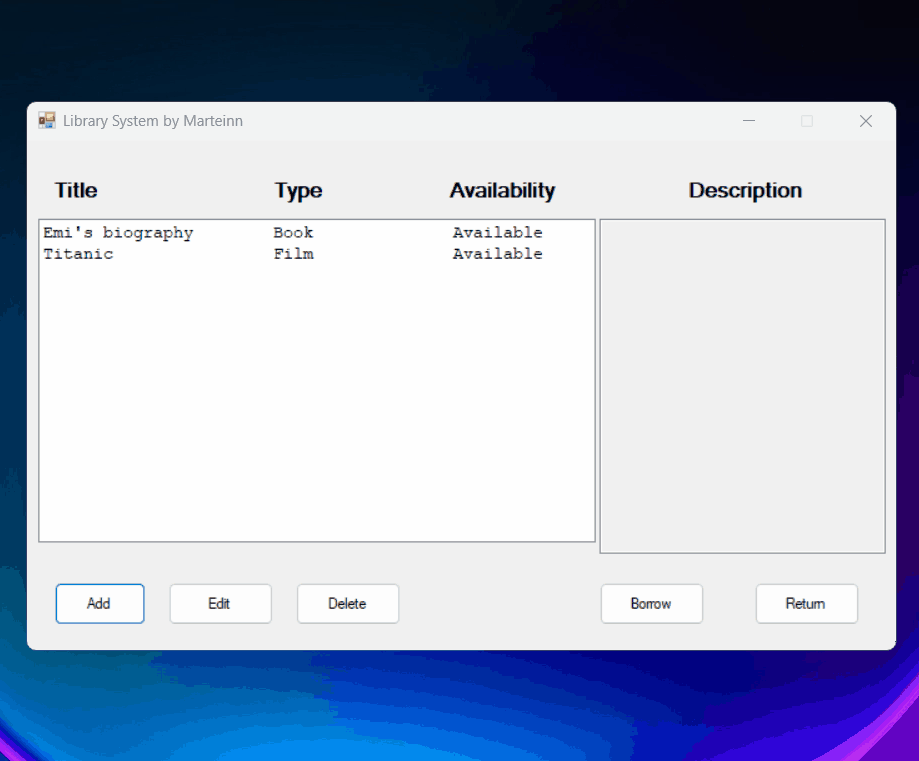 Library System by Marteinn
Title Type Availability Description
Emi's biography Book Available
Titanic Film Available
Add Edit Delete Borrow Return